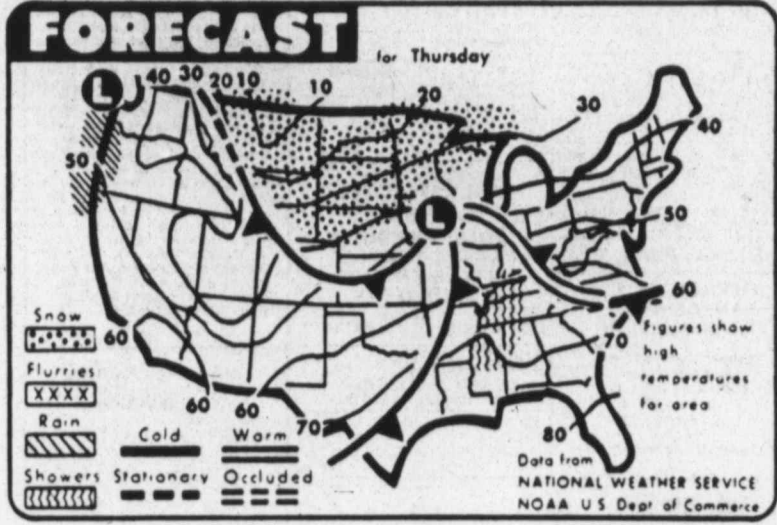 FORECAST
for Thursday
L
40 30 20 10
10
20
30
40
50
L
50
60
Snow
60
70
Figures show
high
temperatures
for area
Flurries
XXXX
60 60
Rain
70
80
Cold
Warm
Showers
Stationary
Occluded
Data from
NATIONAL WEATHER SERVICE
NOAA U S Dept of Commerce